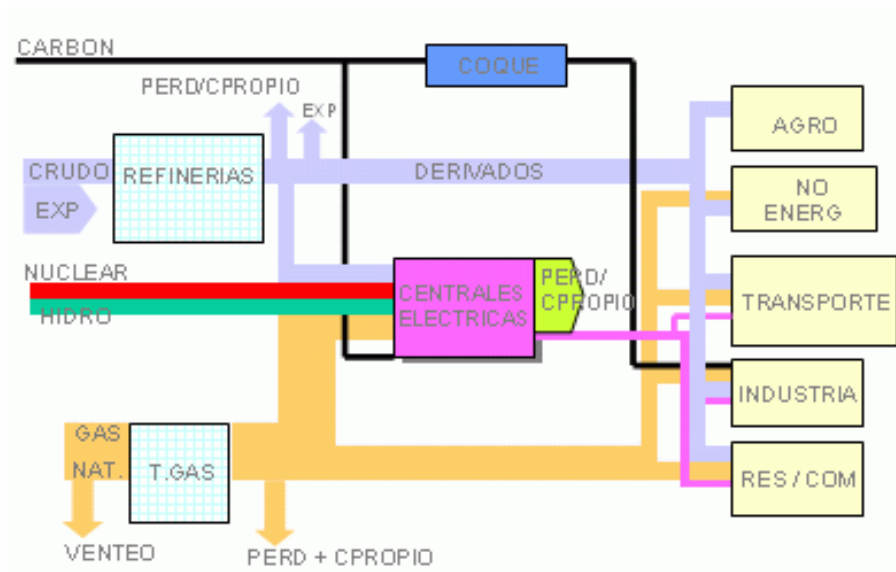 CARBON
COQUE
PERD/CPROPIO
EXP
AGRO
CRUDO
REFINERIAS
DERIVADOS
NO
ENERG
EXP
NUCLEAR
HIDRO
CENTRALES
ELECTRICAS
PERD/
CPROPIO
TRANSPORTE
INDUSTRIA
GAS
NAT.
T.GAS
RES / COM
VENTEO
PERD + CPROPIO